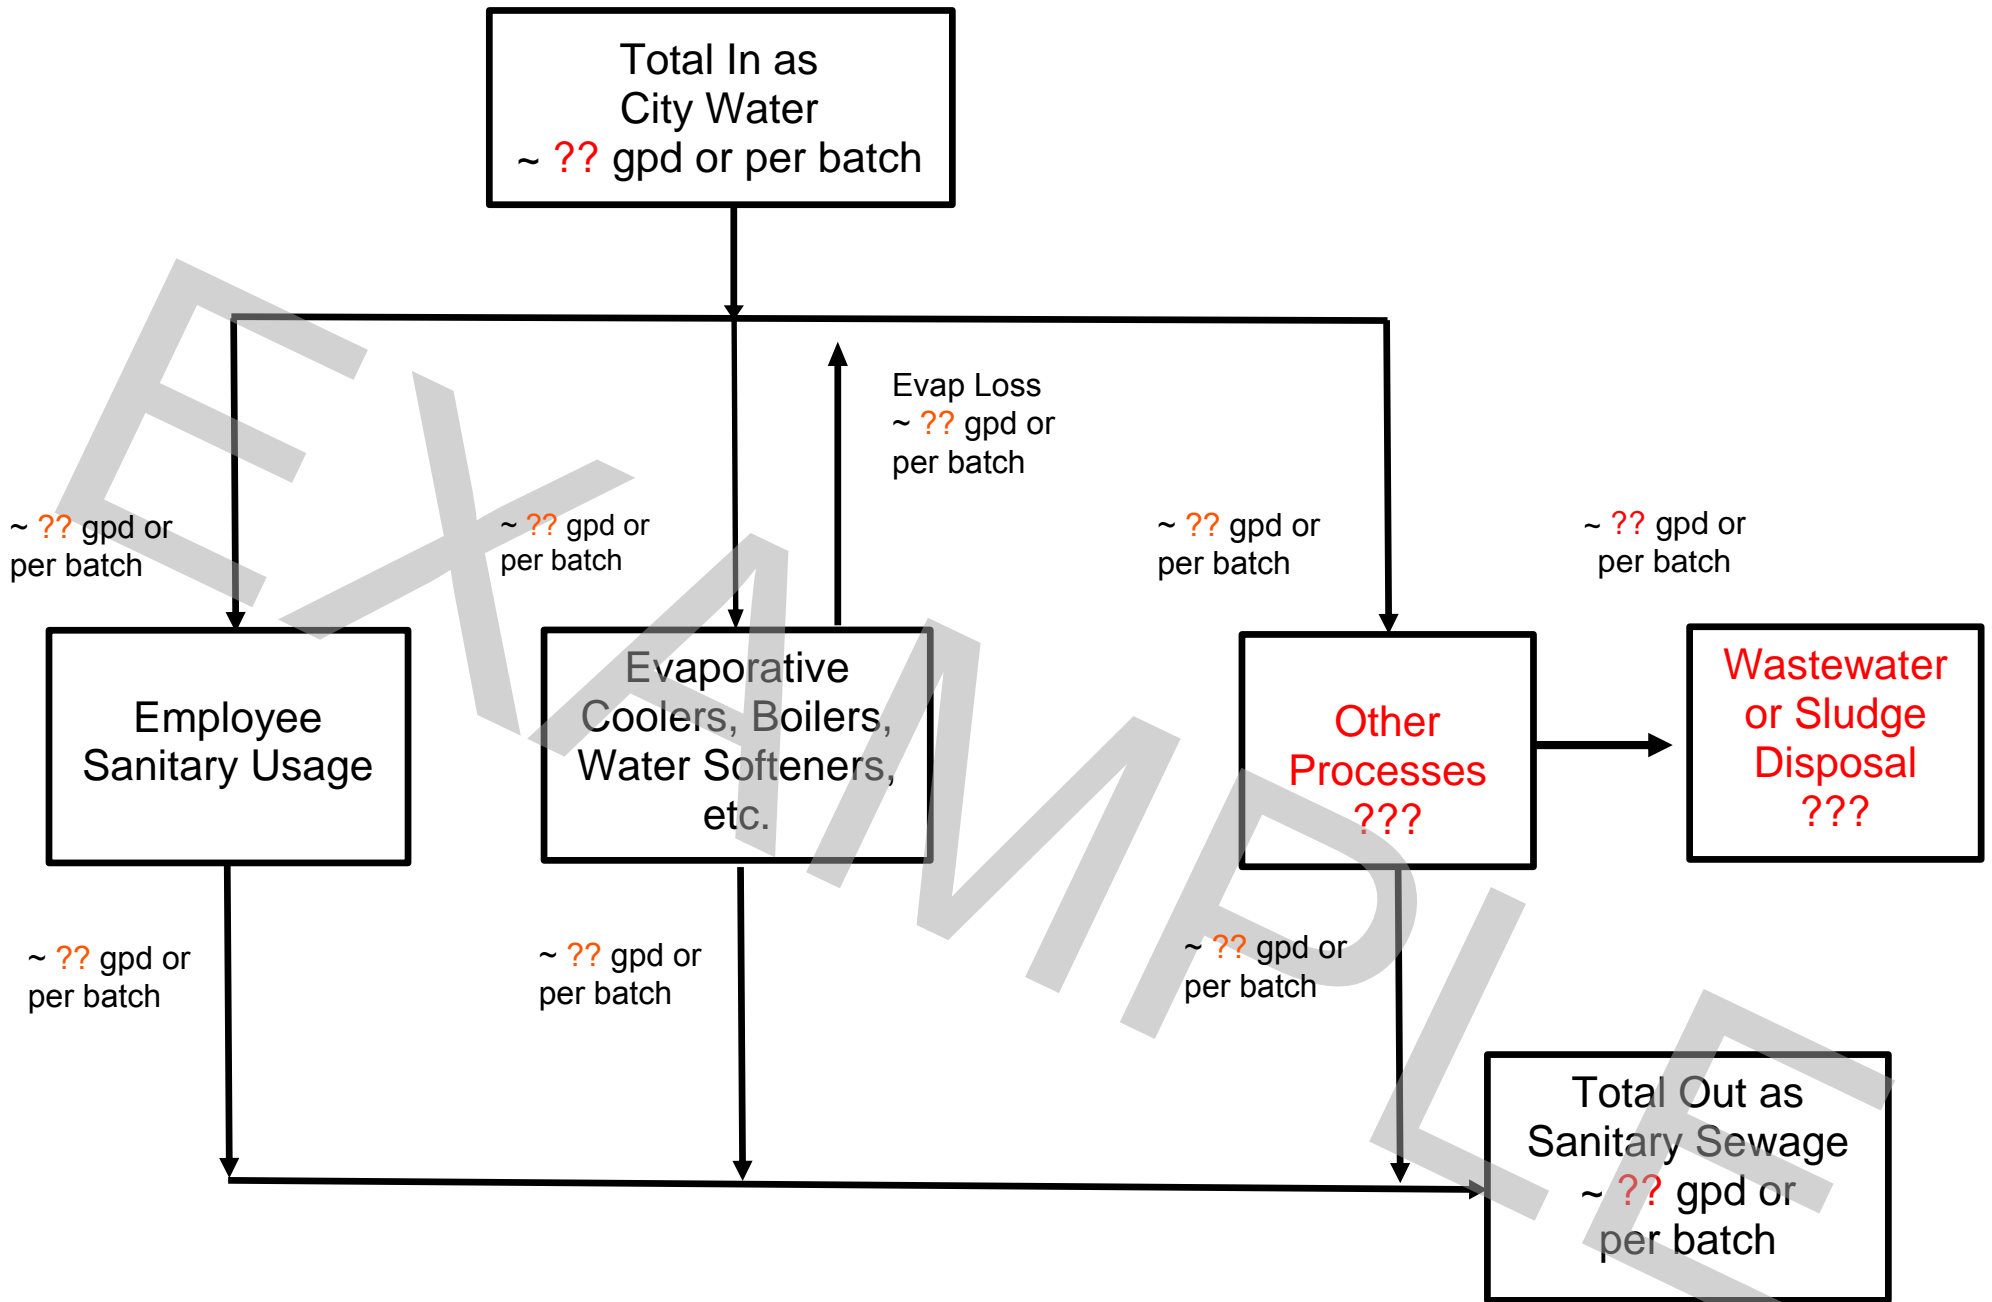 Total In as
City Water
~ ?? gpd or per batch
Evap Loss
~ ?? gpd or
per batch
~ ?? gpd or
per batch
~ ?? gpd or
per batch
~ ?? gpd or
per batch
~ ?? gpd or
per batch
Employee
Sanitary Usage
Evaporative
Coolers, Boilers,
Water Softeners,
etc.
Other
Processes
???
Wastewater
or Sludge
Disposal
???
~ ?? gpd or
per batch
~ ?? gpd or
per batch
~ ?? gpd or
per batch
Total Out as
Sanitary Sewage
~ ?? gpd or
per batch
EXAMPLE